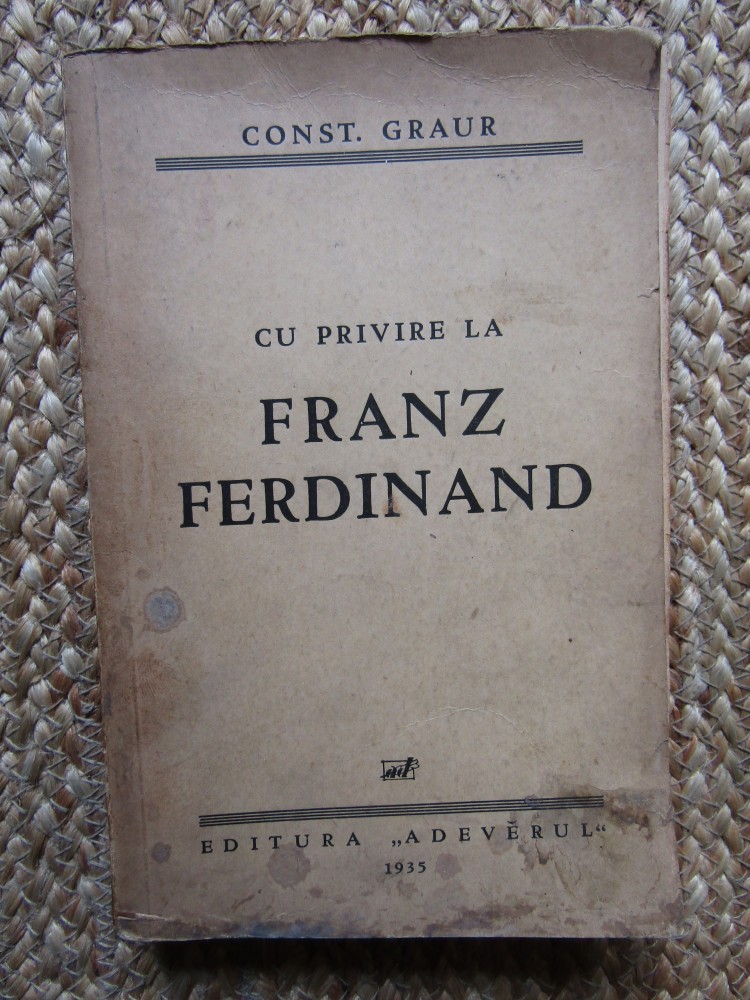 CONST. GRAUR
CU PRIVIRE LA
FRANZ
FERDINAND
EDITURA „ADEVĔRUL“
1935